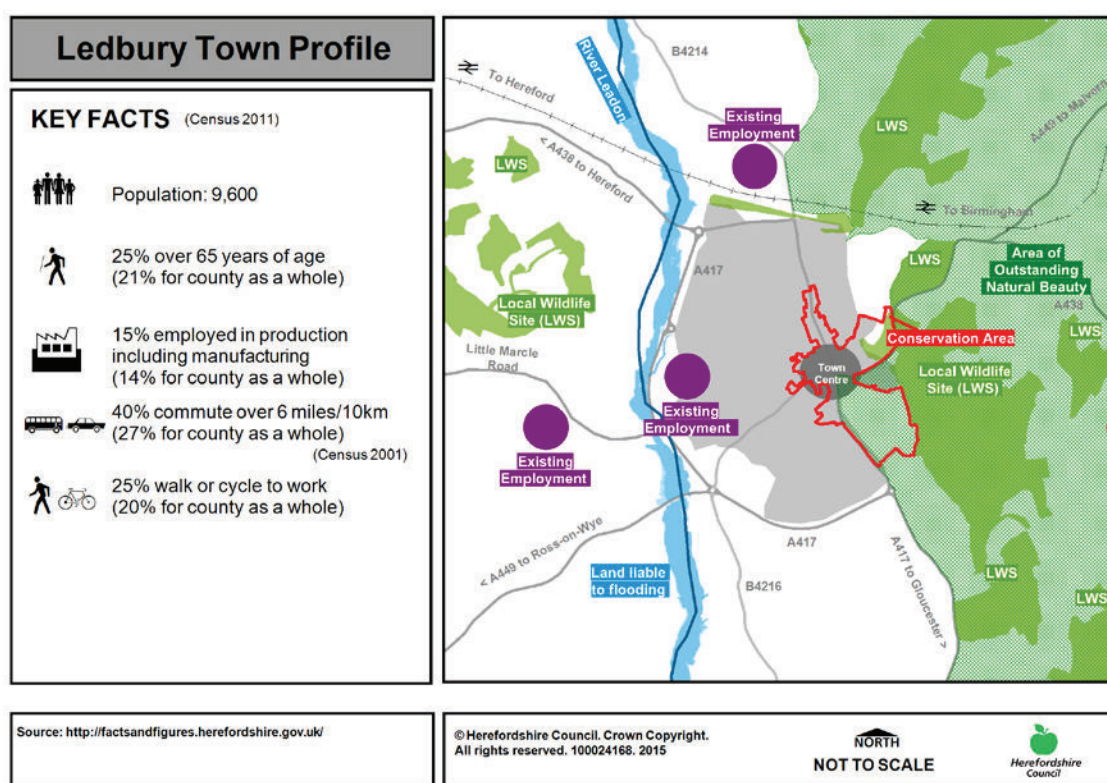 Ledbury Town Profile
KEY FACTS (Census 2011)
Population: 9,600
25% over 65 years of age
(21% for county as a whole)
15% employed in production
including manufacturing
(14% for county as a whole)
40% commute over 6 miles/10km
(27% for county as a whole)
(Census 2001)
25% walk or cycle to work
(20% for county as a whole)
River Leadon
B4214
To Hereford
Existing
Employment
LWS
A449 to Malvern
LWS
< A438 to Hereford
To Birmingham
A417
LWS
Area of
Outstanding
Natural Beauty
A438
Local Wildlife
Site (LWS)
LWS
Conservation Area
Little Marcle
Road
Town
Centre
Local Wildlife
Site (LWS)
Existing
Employment
Existing
Employment
< A449 to Ross-on-Wye
A417
A417 to Gloucester >
Land liable
to flooding
B4216
LWS
LWS
Source: http://factsandfigures.herefordshire.gov.uk/
© Herefordshire Council. Crown Copyright.
All rights reserved. 100024168. 2015
NORTH
NOT TO SCALE
Herefordshire
Council